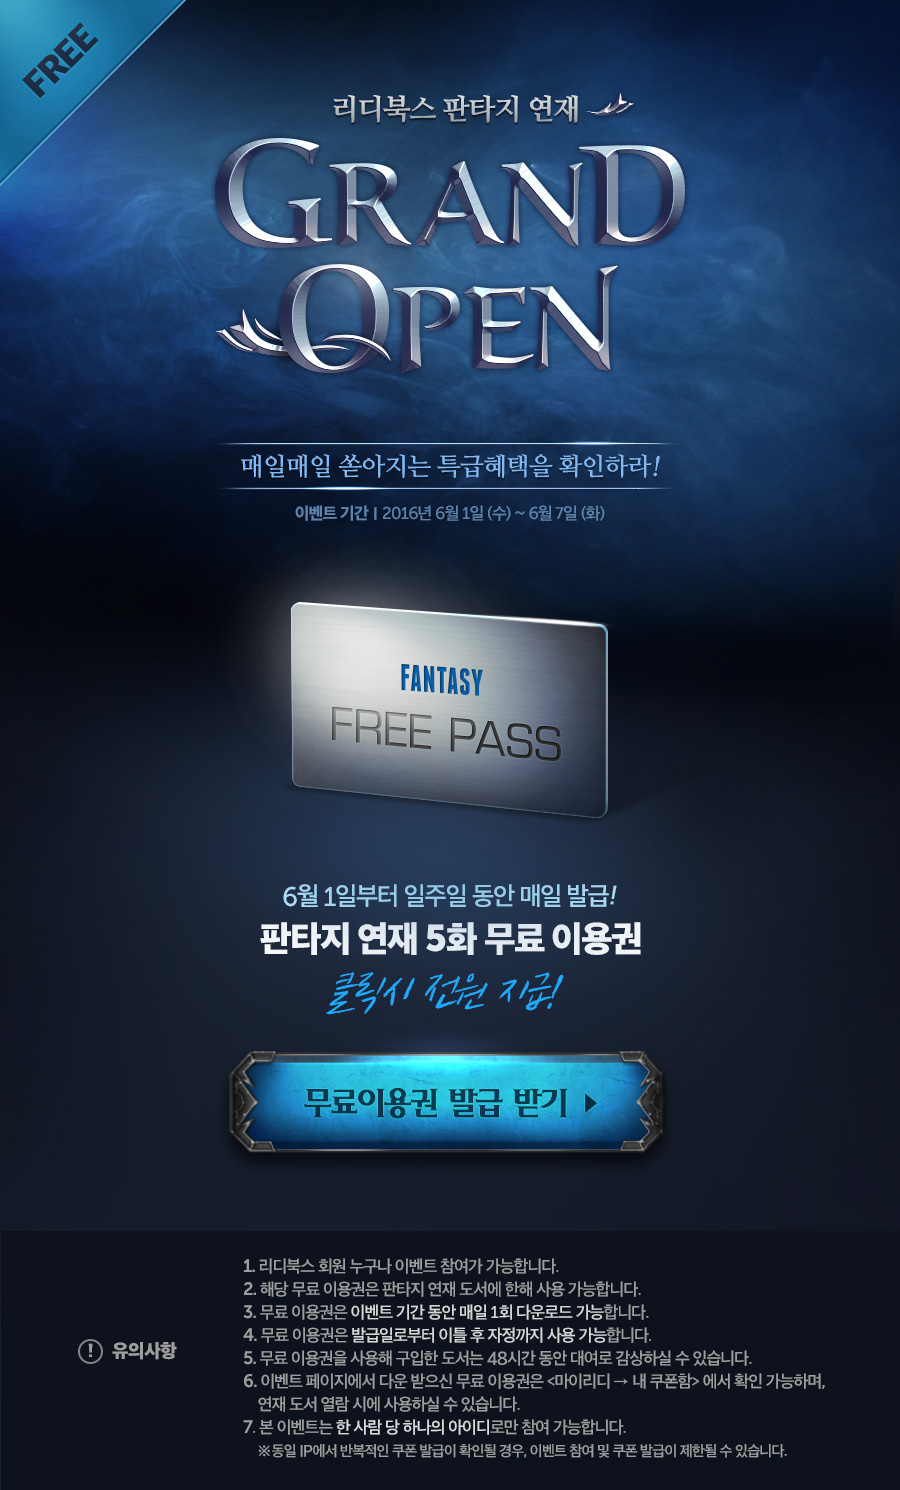 FREE
리디북스 판타지 연재
GRAND
OPEN
매일매일 쏟아지는 특급혜택을 확인하라!
이벤트 기간 | 2016년 6월 1일 (수) ~ 6월 7일 (화)
FANTASY
FREE PASS
6월 1일부터 일주일 동안 매일 발급!
판타지 연재 5화 무료 이용권
클릭시 전원 지급!
무료이용권 발급 받기 ▶
! 유의사항
1. 리디북스 회원 누구나 이벤트 참여가 가능합니다.
2. 해당 무료 이용권은 판타지 연재 도서에 한해 사용 가능합니다.
3. 무료 이용권은 이벤트 기간 동안 매일 1회 다운로드 가능합니다.
4. 무료 이용권은 발급일로부터 이틀 후 자정까지 사용 가능합니다.
5. 무료 이용권을 사용해 구입한 도서는 48시간 동안 대여로 감상하실 수 있습니다.
6. 이벤트 페이지에서 다운 받으신 무료 이용권은 <마이리디 → 내 쿠폰함> 에서 확인 가능하며,
연재 도서 열람 시에 사용하실 수 있습니다.
7. 본 이벤트는 한 사람 당 하나의 아이디로만 참여 가능합니다.
※동일 IP에서 반복적인 쿠폰 발급이 확인될 경우, 이벤트 참여 및 쿠폰 발급이 제한될 수 있습니다.